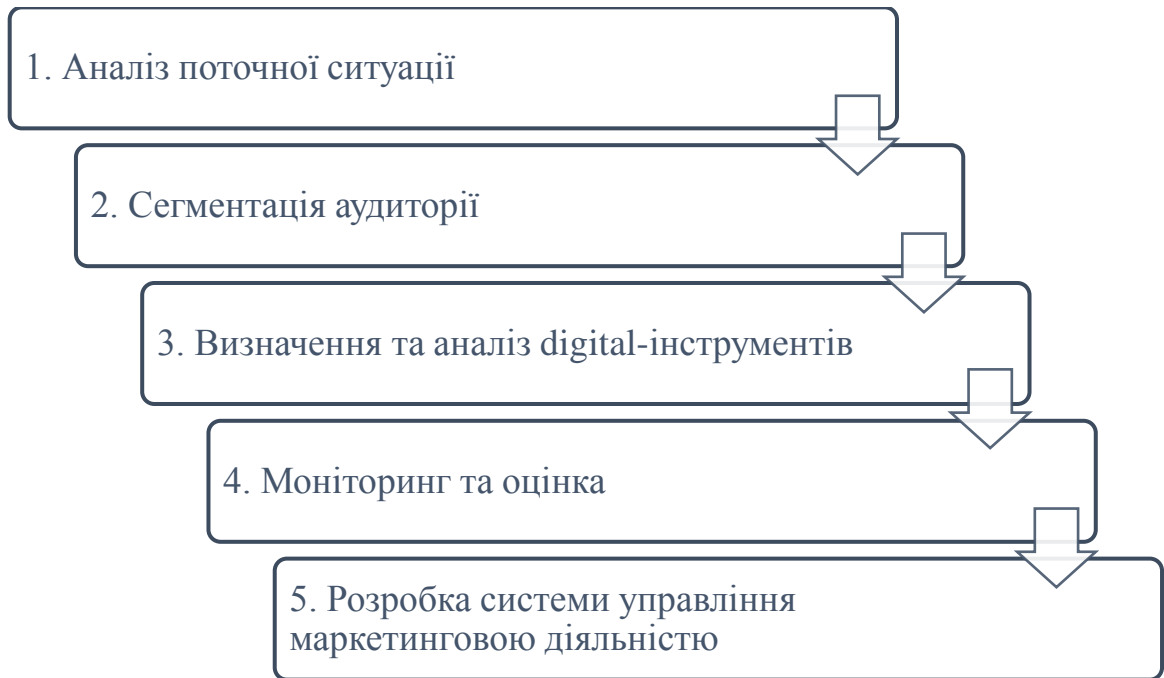 1. Аналіз поточної ситуації
2. Сегментація аудиторії
3. Визначення та аналіз digital-інструментів
4. Моніторинг та оцінка
5. Розробка системи управління
маркетинговою діяльністю